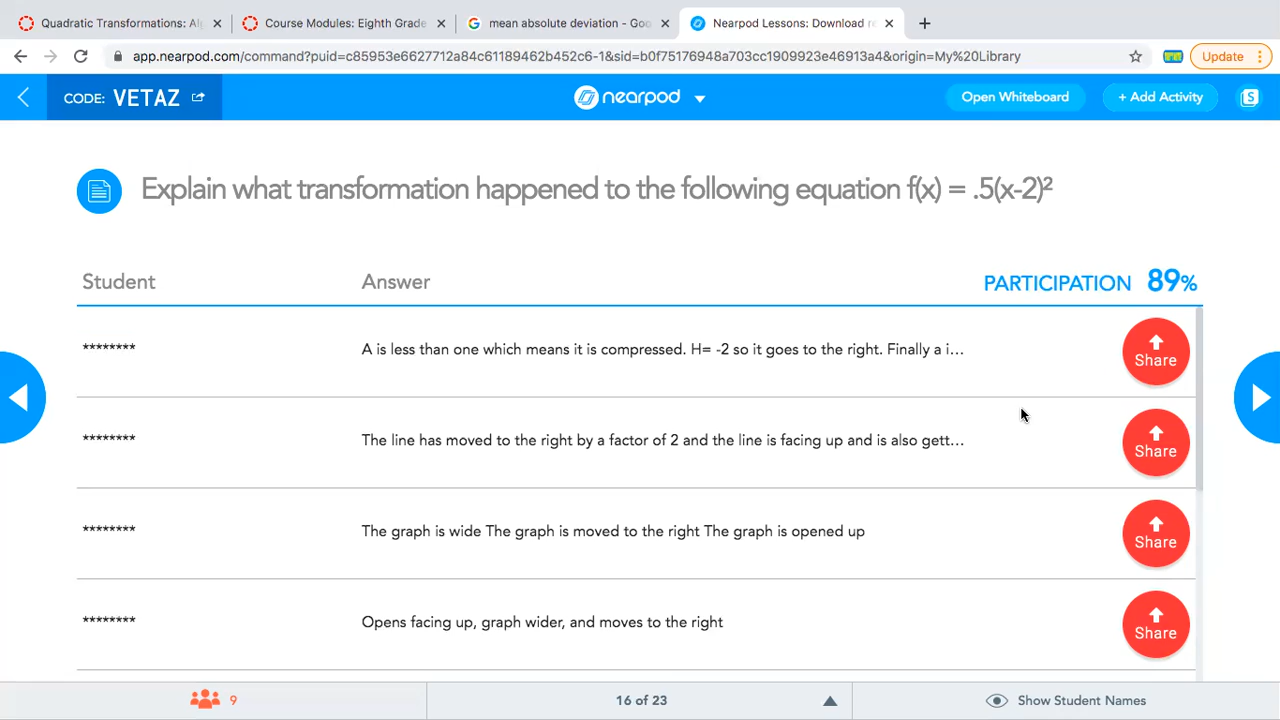 Quadratic Transformations: Al
Course Modules: Eighth Grade
mean absolute deviation - Goo
Nearpod Lessons: Download re
app.nearpod.com/command?puid=c85953e6627712a84c61189462b452c6-1&sid=b0f75176948a703cc1909923e46913a4&origin=My%20Library
Update
CODE: VETAZ
nearpod
Open Whiteboard
+ Add Activity
S
Explain what transformation happened to the following equation f(x) = .5(x-2)²
Student Answer PARTICIPATION 89%
******** A is less than one which means it is compressed. H= -2 so it goes to the right. Finally a i... Share
******** The line has moved to the right by a factor of 2 and the line is facing up and is also gett... Share
******** The graph is wide The graph is moved to the right The graph is opened up Share
******** Opens facing up, graph wider, and moves to the right Share
9
16 of 23
Show Student Names